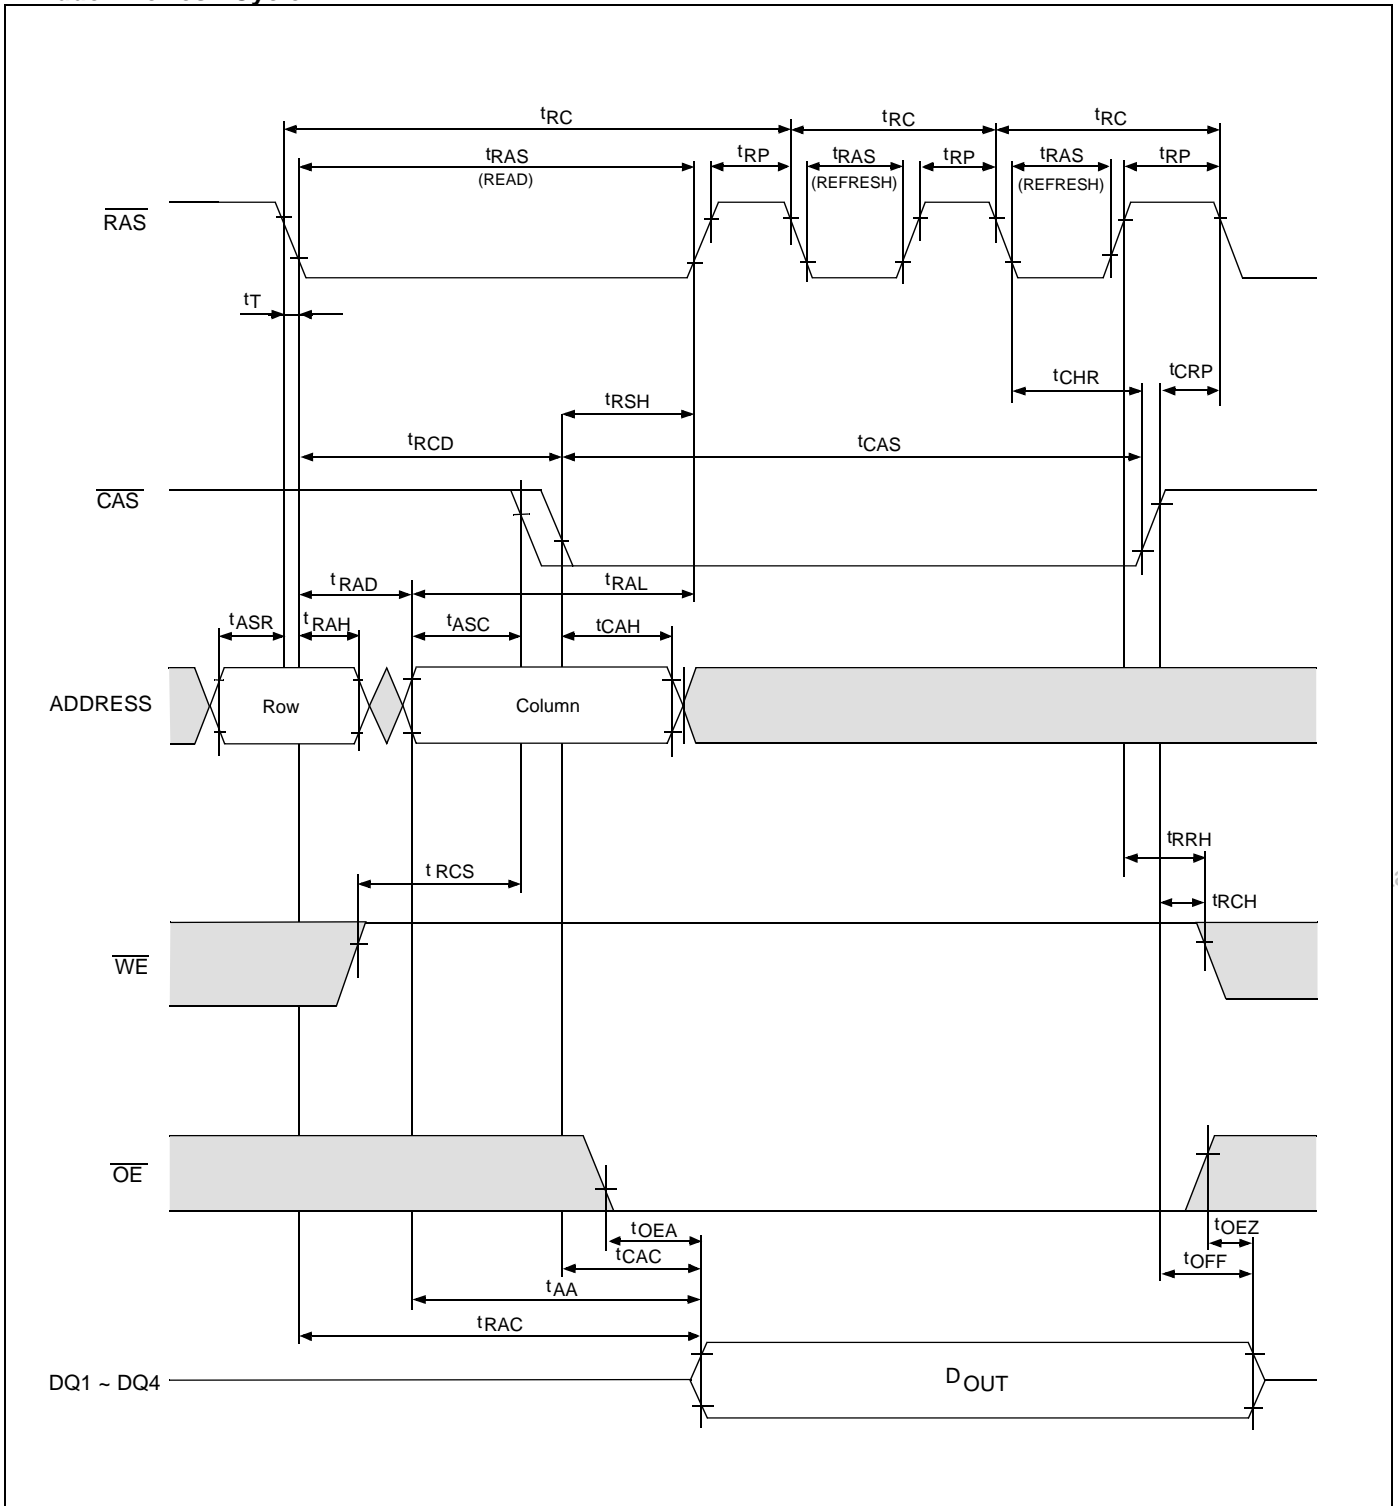 tRC tRC tRC
tRAS tRP tRAS tRP tRAS tRP
(READ) (REFRESH) (REFRESH)
RAS
tT
tCHR tCRP
tRSH
tRCD tCAS
CAS
tRAD tRAL
tASR tRAH tASC tCAH
ADDRESS Row Column
tRRH
tRCS
tRCH
WE
OE
tOEA tOEZ
tCAC tOFF
tAA
tRAC
DQ1 ~ DQ4 DOUT